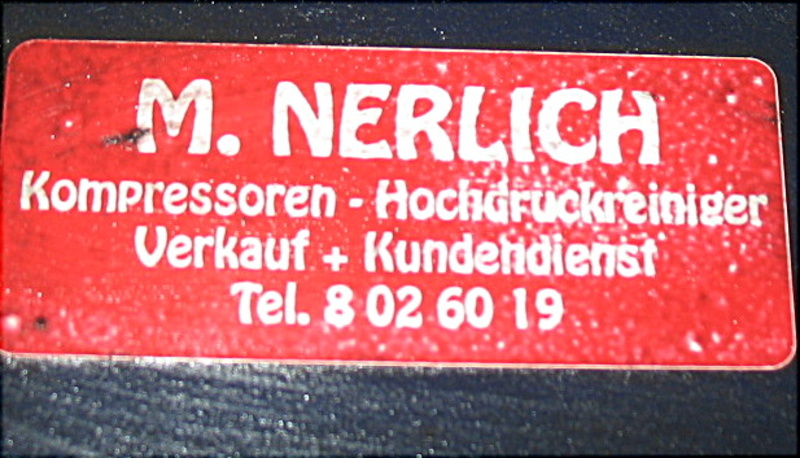 M. NERLICH
Kompressoren - Hochdruckreiniger
Verkauf + Kundendienst
Tel. 8 02 60 19